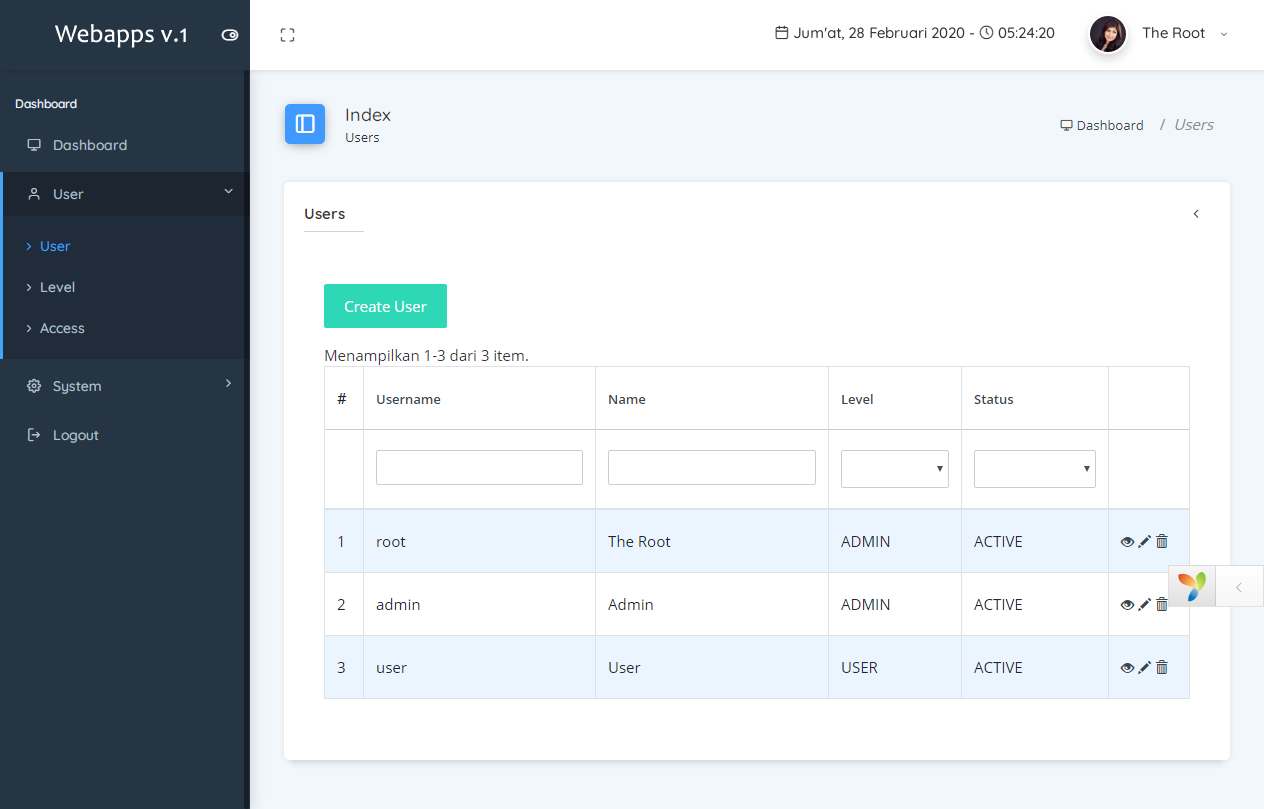 Webapps v.1
Jum'at, 28 Februari 2020 - 05:24:20
The Root
Dashboard
Dashboard
User
User
Level
Access
System
Logout
Index
Users
Dashboard / Users
Users
Create User
Menampilkan 1-3 dari 3 item.
# Username Name Level Status
1 root The Root ADMIN ACTIVE
2 admin Admin ADMIN ACTIVE
3 user User USER ACTIVE